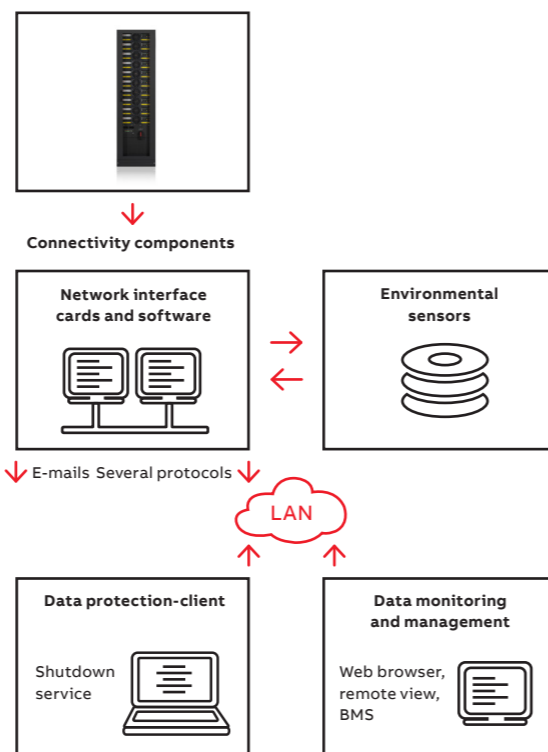 Connectivity components
Network interface
cards and software
Environmental
sensors
E-mails Several protocols
LAN
Data protection-client
Shutdown
service
Data monitoring
and management
Web browser,
remote view,
BMS